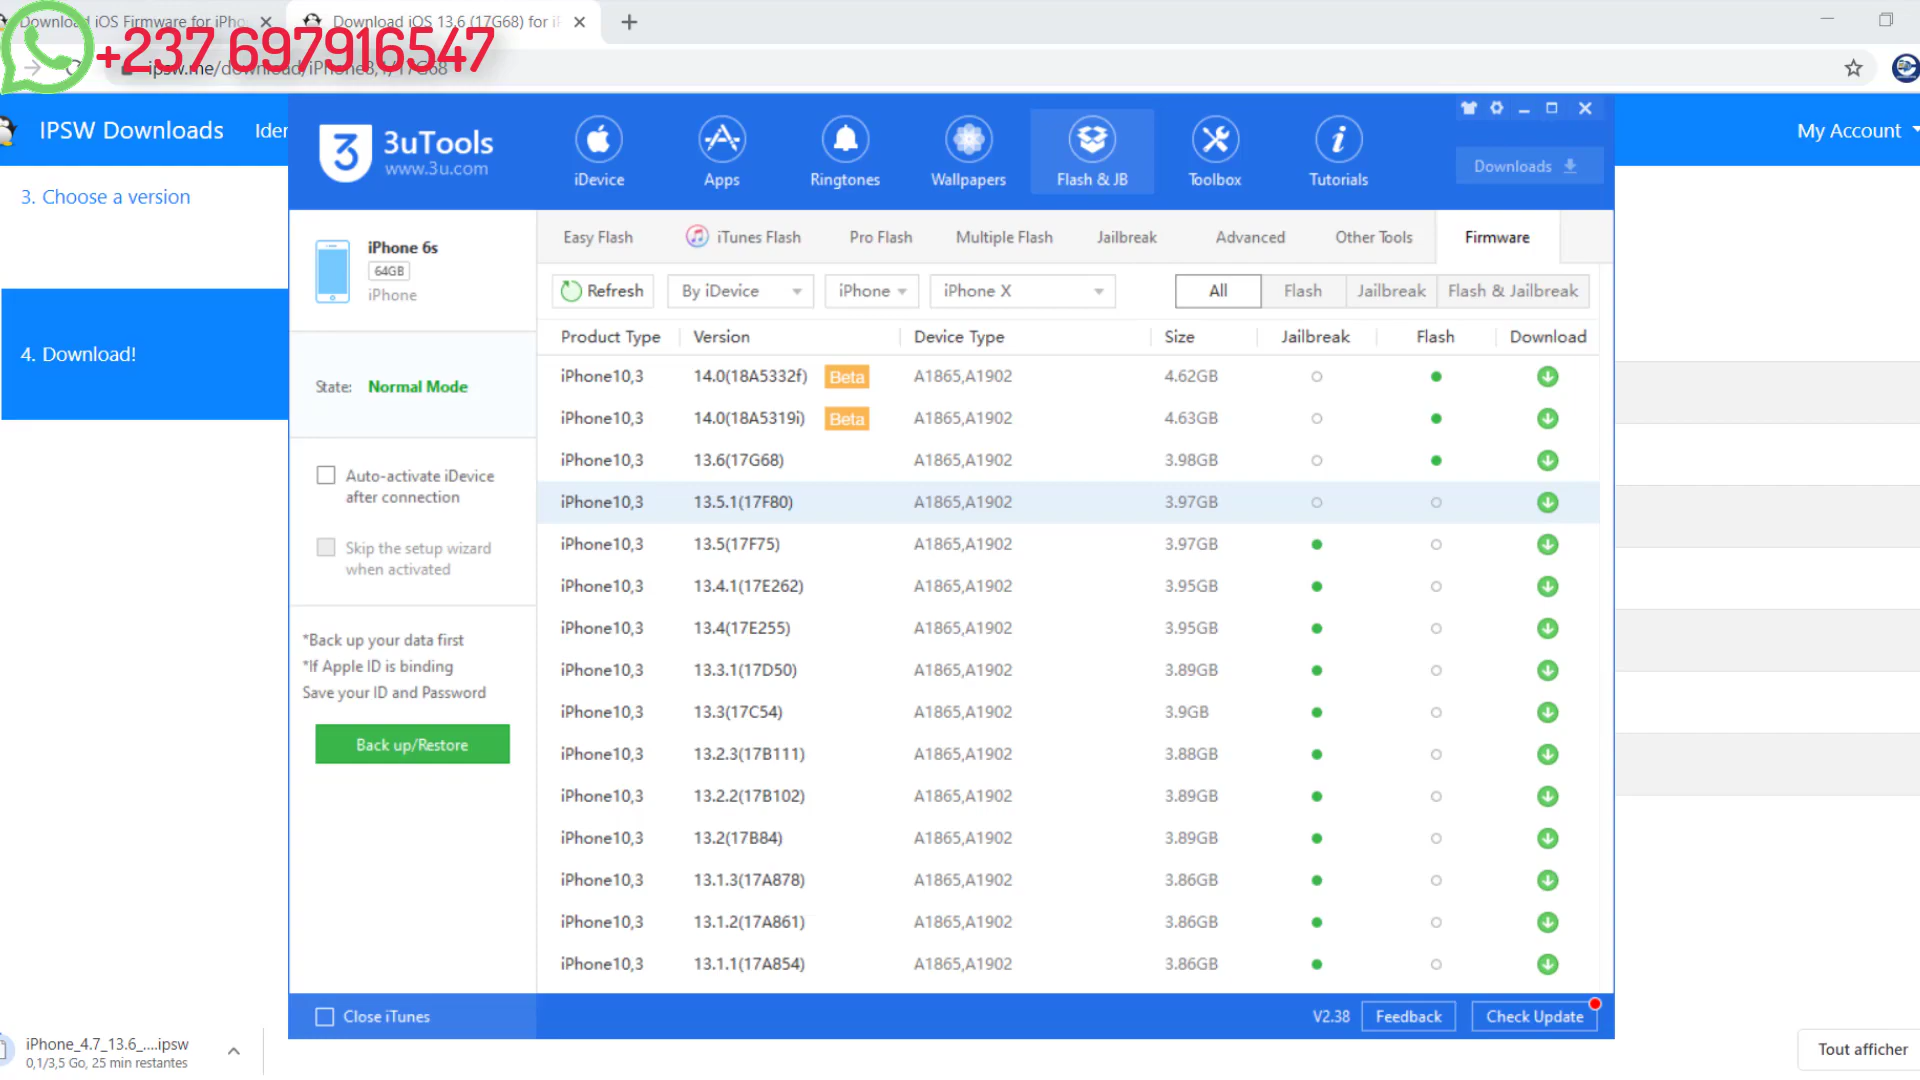 Download iOS Firmware for iPho
Download iOS 13.6 (17G68) for iP
+237 697916547
ipsw.me/download/iPhone8,1/17G68
IPSW Downloads
Iden
My Account
3. Choose a version
4. Download!
3uTools
www.3u.com
iDevice
Apps
Ringtones
Wallpapers
Flash & JB
Toolbox
Tutorials
Downloads
iPhone 6s
64GB
iPhone
State: Normal Mode
Auto-activate iDevice
after connection
Skip the setup wizard
when activated
*Back up your data first
*If Apple ID is binding
Save your ID and Password
Back up/Restore
Easy Flash
iTunes Flash
Pro Flash
Multiple Flash
Jailbreak
Advanced
Other Tools
Firmware
Refresh
By iDevice
iPhone
iPhone X
All
Flash
Jailbreak
Flash & Jailbreak
Product Type Version Device Type Size Jailbreak Flash Download
iPhone10,3 14.0(18A5332f) Beta A1865,A1902 4.62GB
iPhone10,3 14.0(18A5319i) Beta A1865,A1902 4.63GB
iPhone10,3 13.6(17G68) A1865,A1902 3.98GB
iPhone10,3 13.5.1(17F80) A1865,A1902 3.97GB
iPhone10,3 13.5(17F75) A1865,A1902 3.97GB
iPhone10,3 13.4.1(17E262) A1865,A1902 3.95GB
iPhone10,3 13.4(17E255) A1865,A1902 3.95GB
iPhone10,3 13.3.1(17D50) A1865,A1902 3.89GB
iPhone10,3 13.3(17C54) A1865,A1902 3.9GB
iPhone10,3 13.2.3(17B111) A1865,A1902 3.88GB
iPhone10,3 13.2.2(17B102) A1865,A1902 3.89GB
iPhone10,3 13.2(17B84) A1865,A1902 3.89GB
iPhone10,3 13.1.3(17A878) A1865,A1902 3.86GB
iPhone10,3 13.1.2(17A861) A1865,A1902 3.86GB
iPhone10,3 13.1.1(17A854) A1865,A1902 3.86GB
Close iTunes
V2.38
Feedback
Check Update
iPhone_4.7_13.6_....ipsw
0,1/3,5 Go, 25 min restantes
Tout afficher